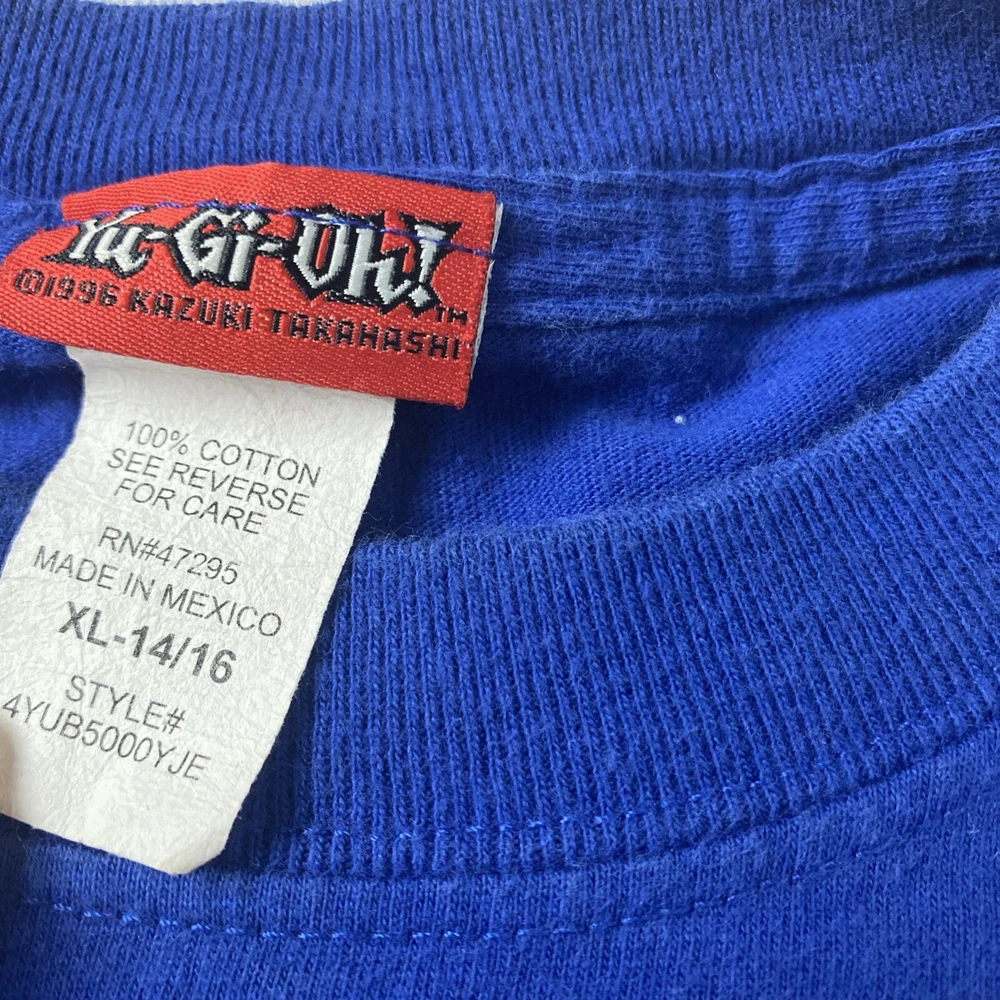 Yu-Gi-Oh!™
©1996 KAZUKI TAKAHASHI
100% COTTON
SEE REVERSE
FOR CARE
RN#47295
MADE IN MEXICO
XL-14/16
STYLE#
4YUB5000YJE